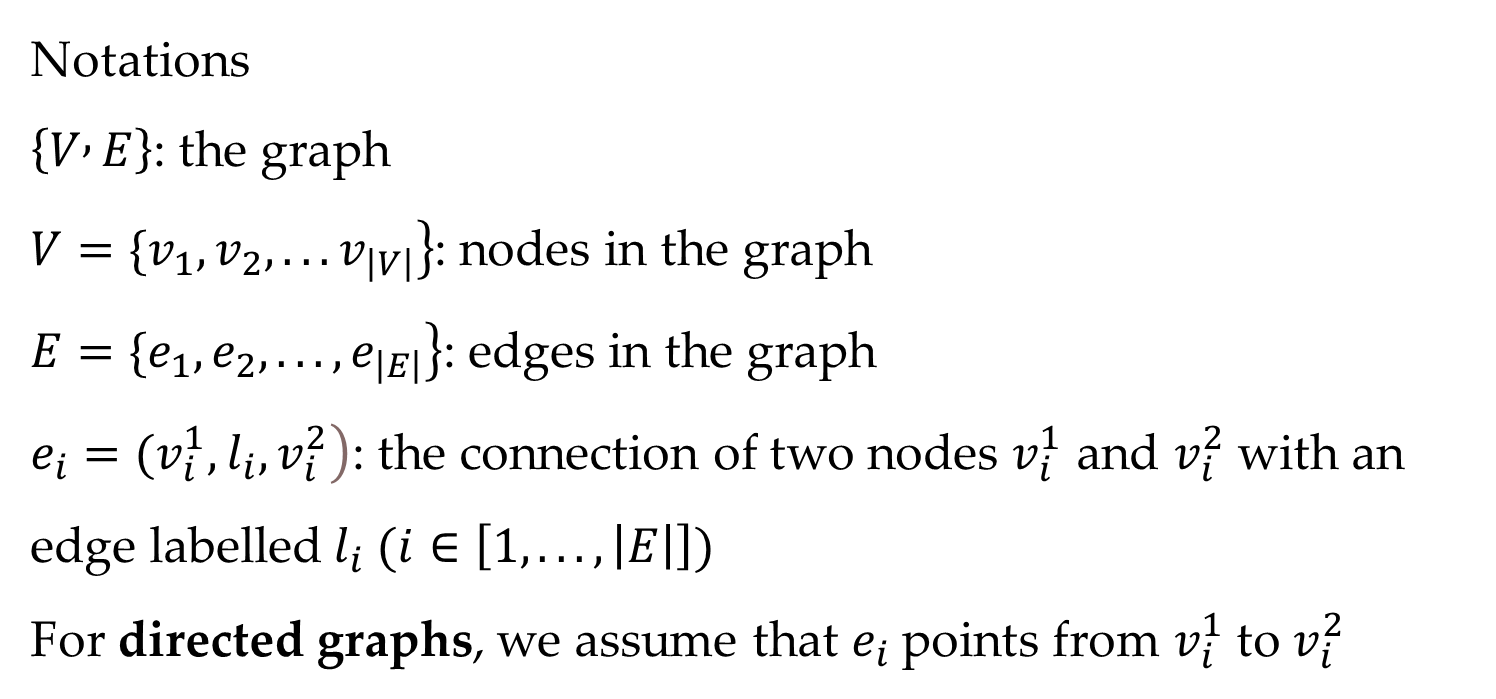 Notations
{V, E}: the graph
V = {v₁, v₂, … v_|V|}: nodes in the graph
E = {e₁, e₂, …, e_|E|}: edges in the graph
eᵢ = (vᵢ¹, lᵢ, vᵢ²): the connection of two nodes vᵢ¹ and vᵢ² with an
edge labelled lᵢ (i ∈ [1, …, |E|])
For directed graphs, we assume that eᵢ points from vᵢ¹ to vᵢ²